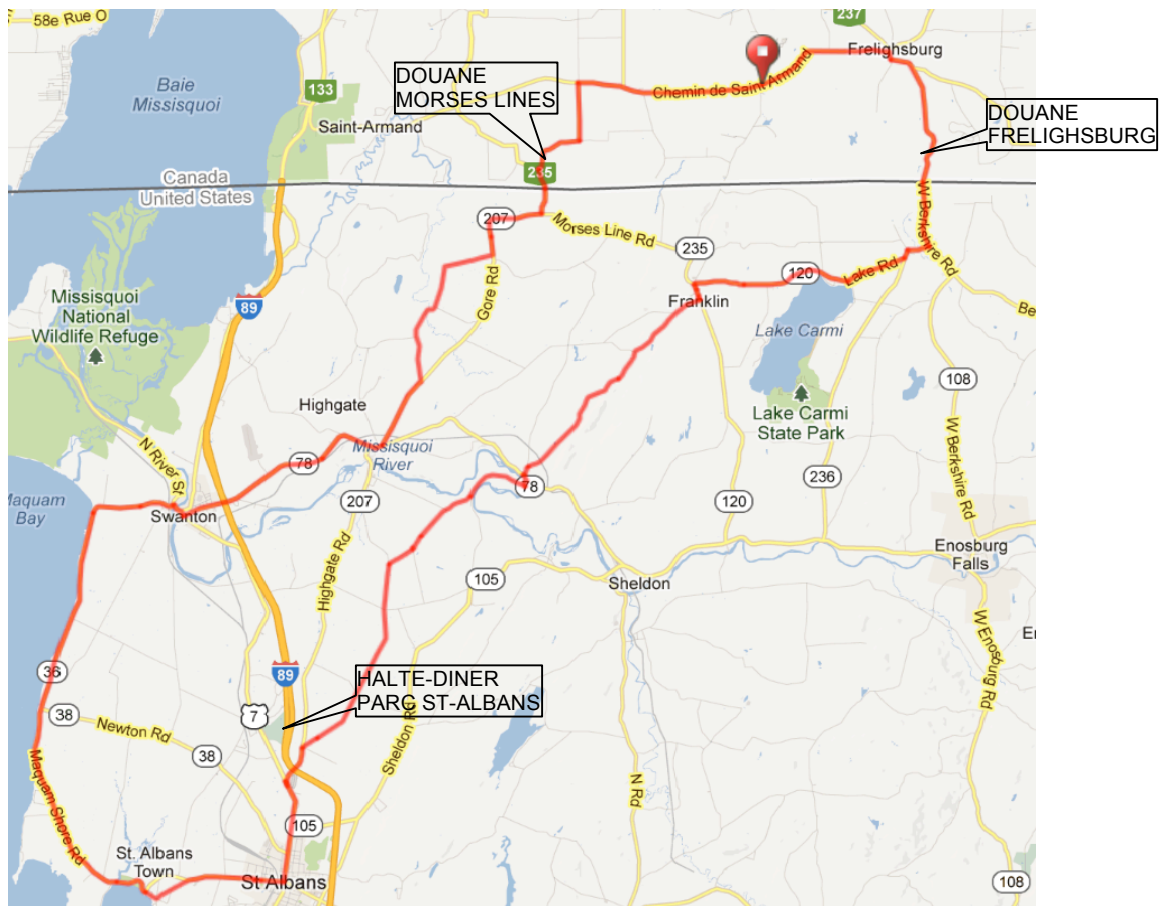 58e Rue O
237
Frelighsburg
Baie
Missisquoi
133
DOUANE
MORSES LINES
Chemin de Saint Armand
DOUANE
FRELIGHSBURG
Saint-Armand
Canada
United States
235
W Berkshire Rd
207
Morses Line Rd
235
Gore Rd
120
Lake Rd
Franklin
Missisquoi
National
Wildlife Refuge
89
Lake Carmi
Be
108
Lake Carmi
State Park
Highgate
N River St
Missisquoi
River
78
78
W Berkshire Rd
207
120
236
Maquam
Bay
Swanton
Highgate Rd
Enosburg
Falls
105
Sheldon
W Enosburg Rd
36
89
HALTE-DINER
PARC ST-ALBANS
38
7
Newton Rd
38
Sheldon Rd
Maquam Shore Rd
N Rd
105
St. Albans
Town
St Albans
108